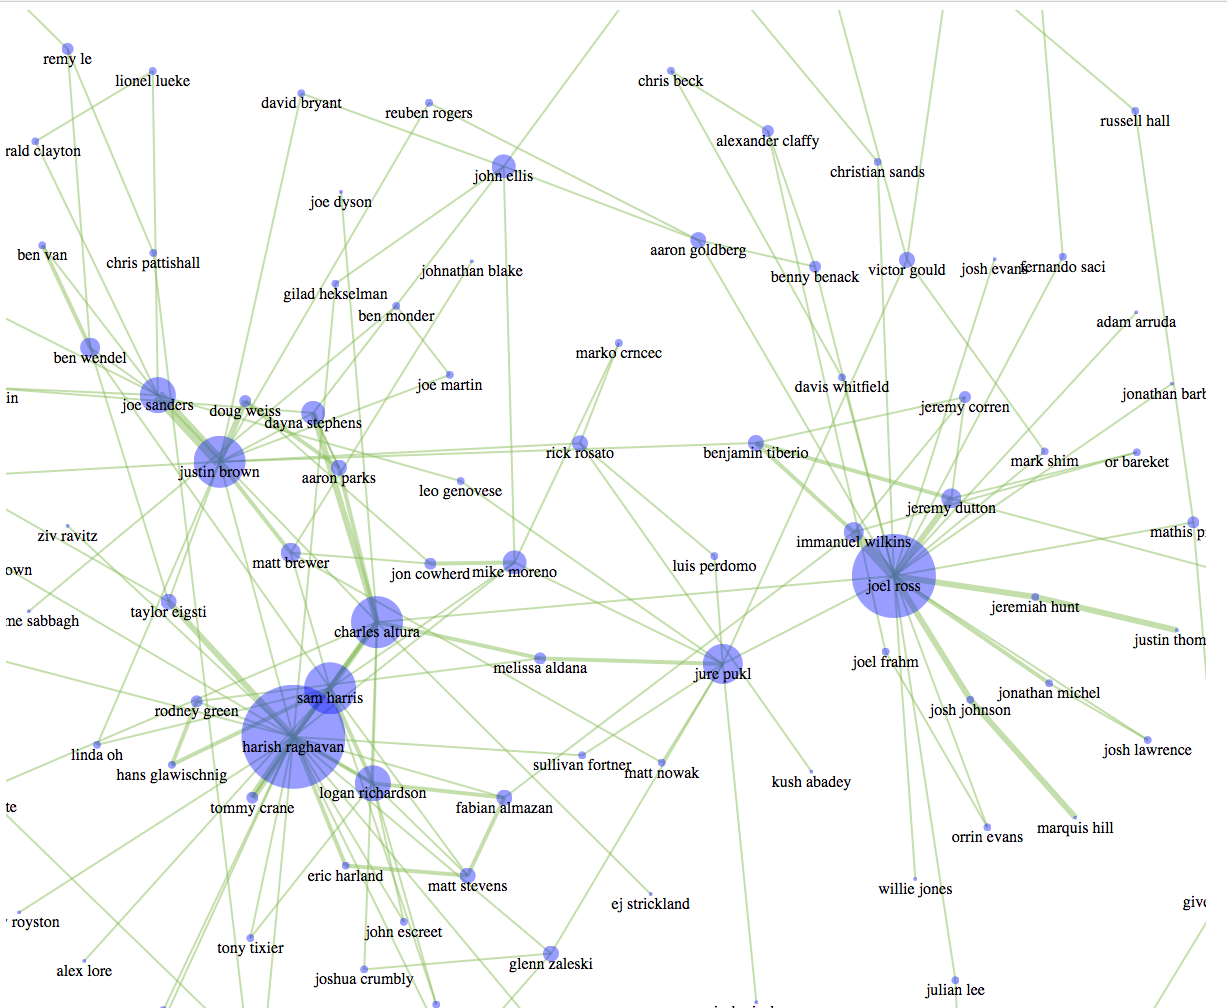 remy le
lionel lueke
chris beck
david bryant
reuben rogers
russell hall
alexander claffy
rald clayton
christian sands
john ellis
joe dyson
aaron goldberg
ben van
chris pattishall
johnathan blake
benny benack
victor gould
josh evans
fernando saci
gilad hekselman
ben monder
adam arruda
ben wendel
marko crncec
joe martin
davis whitfield
jonathan barb
in
joe sanders
doug weiss
dayna stephens
jeremy corren
rick rosato
benjamin tiberio
justin brown
aaron parks
mark shim
or bareket
leo genovese
jeremy dutton
ziv ravitz
immanuel wilkins
mathis p
matt brewer
jon cowherd
mike moreno
luis perdomo
own
joel ross
taylor eigsti
jeremiah hunt
me sabbagh
charles altura
justin thom
melissa aldana
joel frahm
jure pukl
sam harris
jonathan michel
rodney green
josh johnson
harish raghavan
josh lawrence
linda oh
sullivan fortner
hans glawischnig
matt nowak
kush abadey
logan richardson
te
tommy crane
fabian almazan
marquis hill
orrin evans
eric harland
matt stevens
willie jones
ej strickland
give
royston
john escreet
tony tixier
glenn zaleski
alex lore
joshua crumbly
julian lee